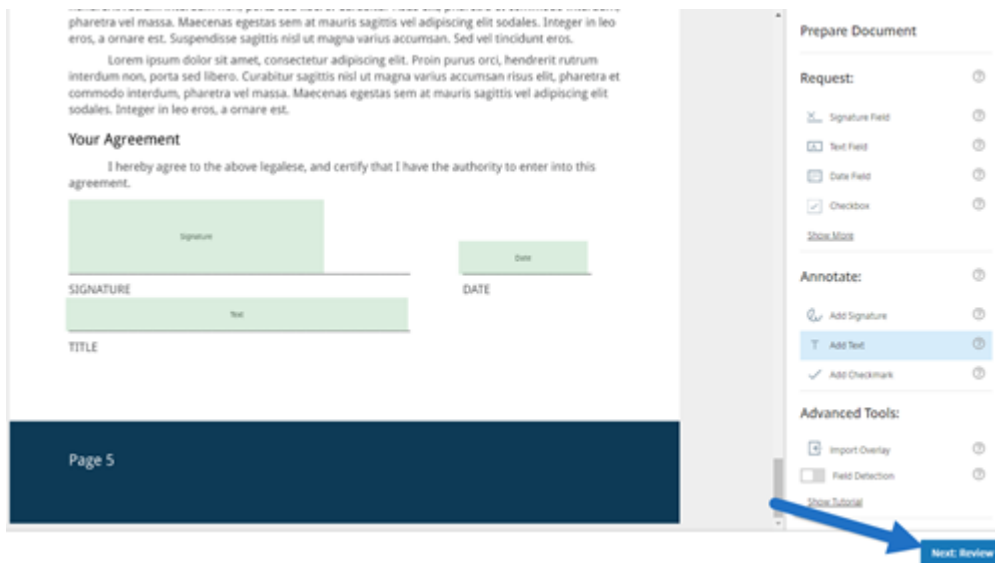 pharetra vel massa. Maecenas egestas sem at mauris sagittis vel adipiscing elit sodales. Integer in leo
eros, a ornare est. Suspendisse sagittis nisl ut magna varius accumsan. Sed vel tincidunt eros.
Lorem ipsum dolor sit amet, consectetur adipiscing elit. Proin purus orci, hendrerit rutrum
interdum non, porta sed libero. Curabitur sagittis nisl ut magna varius accumsan risus elit, pharetra et
commodo interdum, pharetra vel massa. Maecenas egestas sem at mauris sagittis vel adipiscing elit
sodales. Integer in leo eros, a ornare est.
Your Agreement
I hereby agree to the above legalese, and certify that I have the authority to enter into this
agreement.
Signature
Date
SIGNATURE
DATE
Text
TITLE
Page 5
Prepare Document
Request:
Signature Field
Text Field
Date Field
Checkbox
Show More
Annotate:
Add Signature
Add Text
Add Checkmark
Advanced Tools:
Import Overlay
Field Detection
Show Tutorial
Next: Review